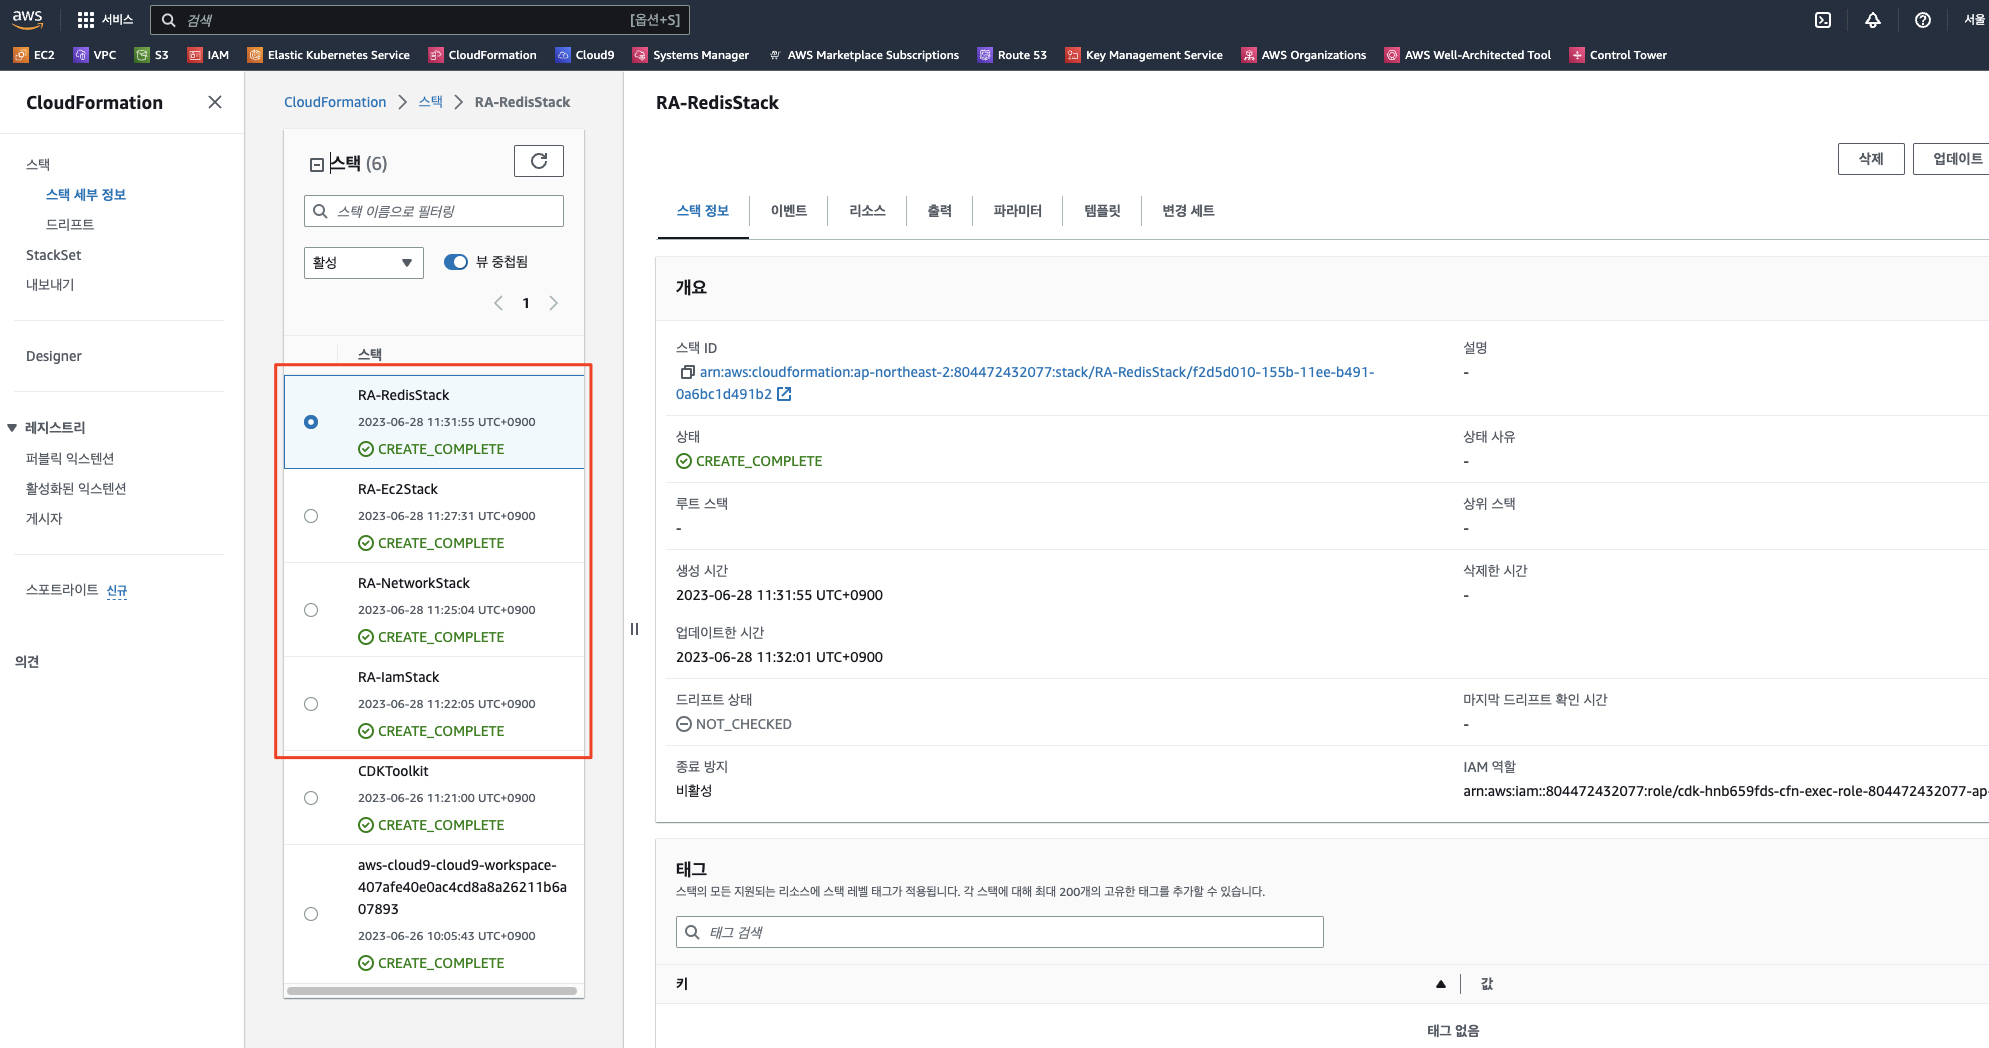 aws
서비스
검색
[옵션+S]
서울
EC2
VPC
S3
IAM
Elastic Kubernetes Service
CloudFormation
Cloud9
Systems Manager
AWS Marketplace Subscriptions
Route 53
Key Management Service
AWS Organizations
AWS Well-Architected Tool
Control Tower
CloudFormation
스택
스택 세부 정보
드리프트
StackSet
내보내기
Designer
레지스트리
퍼블릭 익스텐션
활성화된 익스텐션
게시자
스포트라이트 신규
의견
CloudFormation
스택
RA-RedisStack
스택 (6)
스택 이름으로 필터링
활성
뷰 중첩됨
1
스택
RA-RedisStack
2023-06-28 11:31:55 UTC+0900
CREATE_COMPLETE
RA-Ec2Stack
2023-06-28 11:27:31 UTC+0900
CREATE_COMPLETE
RA-NetworkStack
2023-06-28 11:25:04 UTC+0900
CREATE_COMPLETE
RA-IamStack
2023-06-28 11:22:05 UTC+0900
CREATE_COMPLETE
CDKToolkit
2023-06-26 11:21:00 UTC+0900
CREATE_COMPLETE
aws-cloud9-cloud9-workspace-
407afe40e0ac4cd8a8a26211b6a
07893
2023-06-26 10:05:43 UTC+0900
CREATE_COMPLETE
RA-RedisStack
삭제
업데이트
스택 정보
이벤트
리소스
출력
파라미터
템플릿
변경 세트
개요
스택 ID
arn:aws:cloudformation:ap-northeast-2:804472432077:stack/RA-RedisStack/f2d5d010-155b-11ee-b491-
0a6bc1d491b2
설명
-
상태
CREATE_COMPLETE
상태 사유
-
루트 스택
-
상위 스택
-
생성 시간
2023-06-28 11:31:55 UTC+0900
삭제한 시간
-
업데이트한 시간
2023-06-28 11:32:01 UTC+0900
드리프트 상태
NOT_CHECKED
마지막 드리프트 확인 시간
-
종료 방지
비활성
IAM 역할
arn:aws:iam::804472432077:role/cdk-hnb659fds-cfn-exec-role-804472432077-ap-
태그
스택의 모든 지원되는 리소스에 스택 레벨 태그가 적용됩니다. 각 스택에 대해 최대 200개의 고유한 태그를 추가할 수 있습니다.
태그 검색
키
값
태그 없음